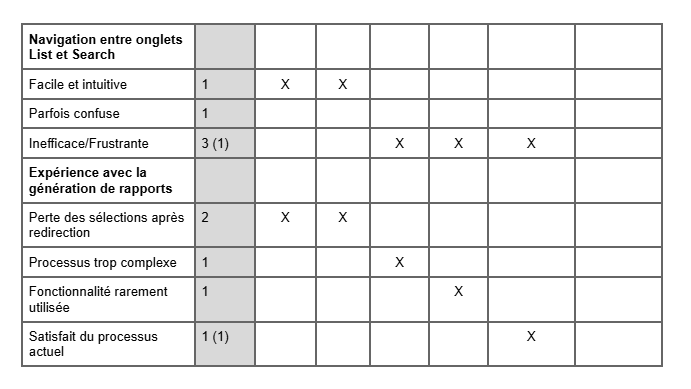 Navigation entre onglets
List et Search
Facile et intuitive 1 X X
Parfois confuse 1
Inefficace/Frustrante 3 (1) X X X
Expérience avec la
génération de rapports
Perte des sélections après 2 X X
redirection
Processus trop complexe 1 X
Fonctionnalité rarement 1 X
utilisée
Satisfait du processus 1 (1) X
actuel